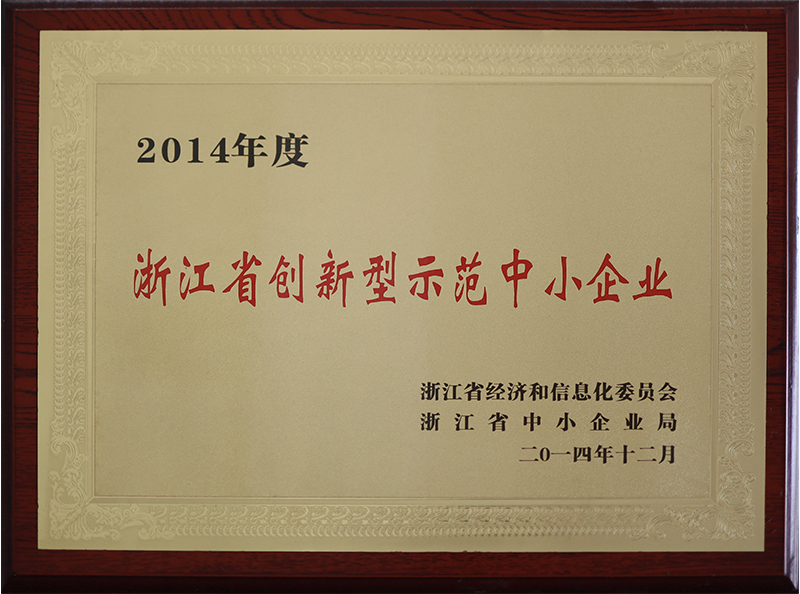 2014年度
浙江省创新型示范中小企业
浙江省经济和信息化委员会
浙江省中小企业局
二0一四年十二月